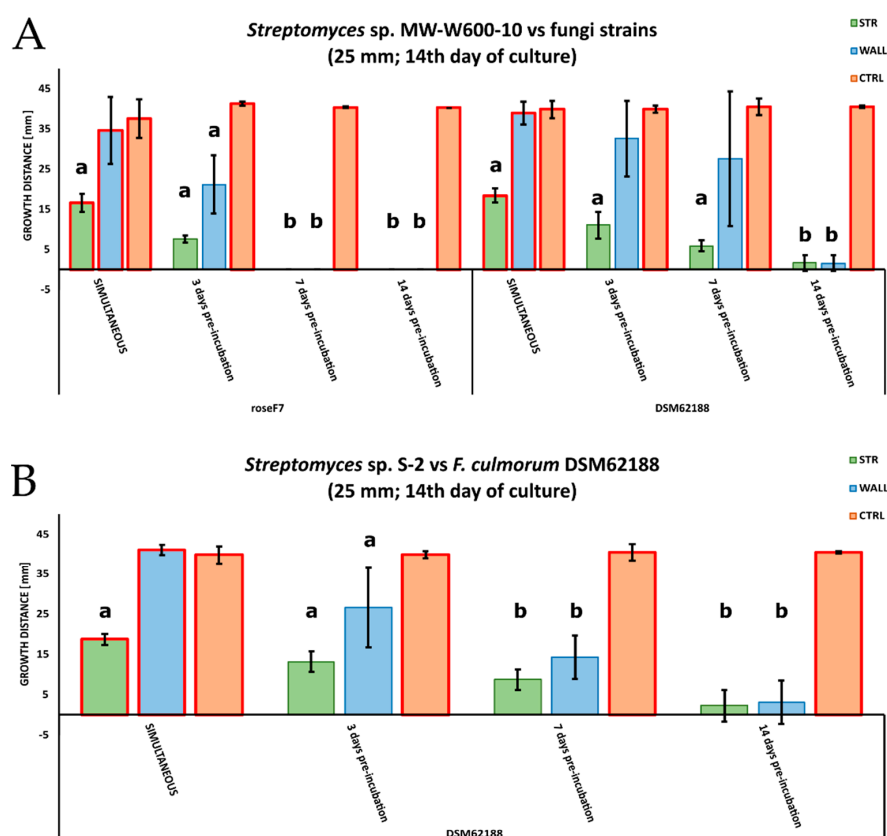 A
Streptomyces sp. MW-W600-10 vs fungi strains
(25 mm; 14th day of culture)
STR
WALL
CTRL
GROWTH DISTANCE [mm]
45
35
25
15
5
-5
a
a
a
b b
b b
a
a
a
b b
SIMULTANEOUS
3 days pre-incubation
7 days pre-incubation
14 days pre-incubation
SIMULTANEOUS
3 days pre-incubation
7 days pre-incubation
14 days pre-incubation
roseF7
DSM62188
B
Streptomyces sp. S-2 vs F. culmorum DSM62188
(25 mm; 14th day of culture)
STR
WALL
CTRL
GROWTH DISTANCE [mm]
45
35
25
15
5
-5
a
a
a
b b
b b
SIMULTANEOUS
3 days pre-incubation
7 days pre-incubation
14 days pre-incubation
DSM62188